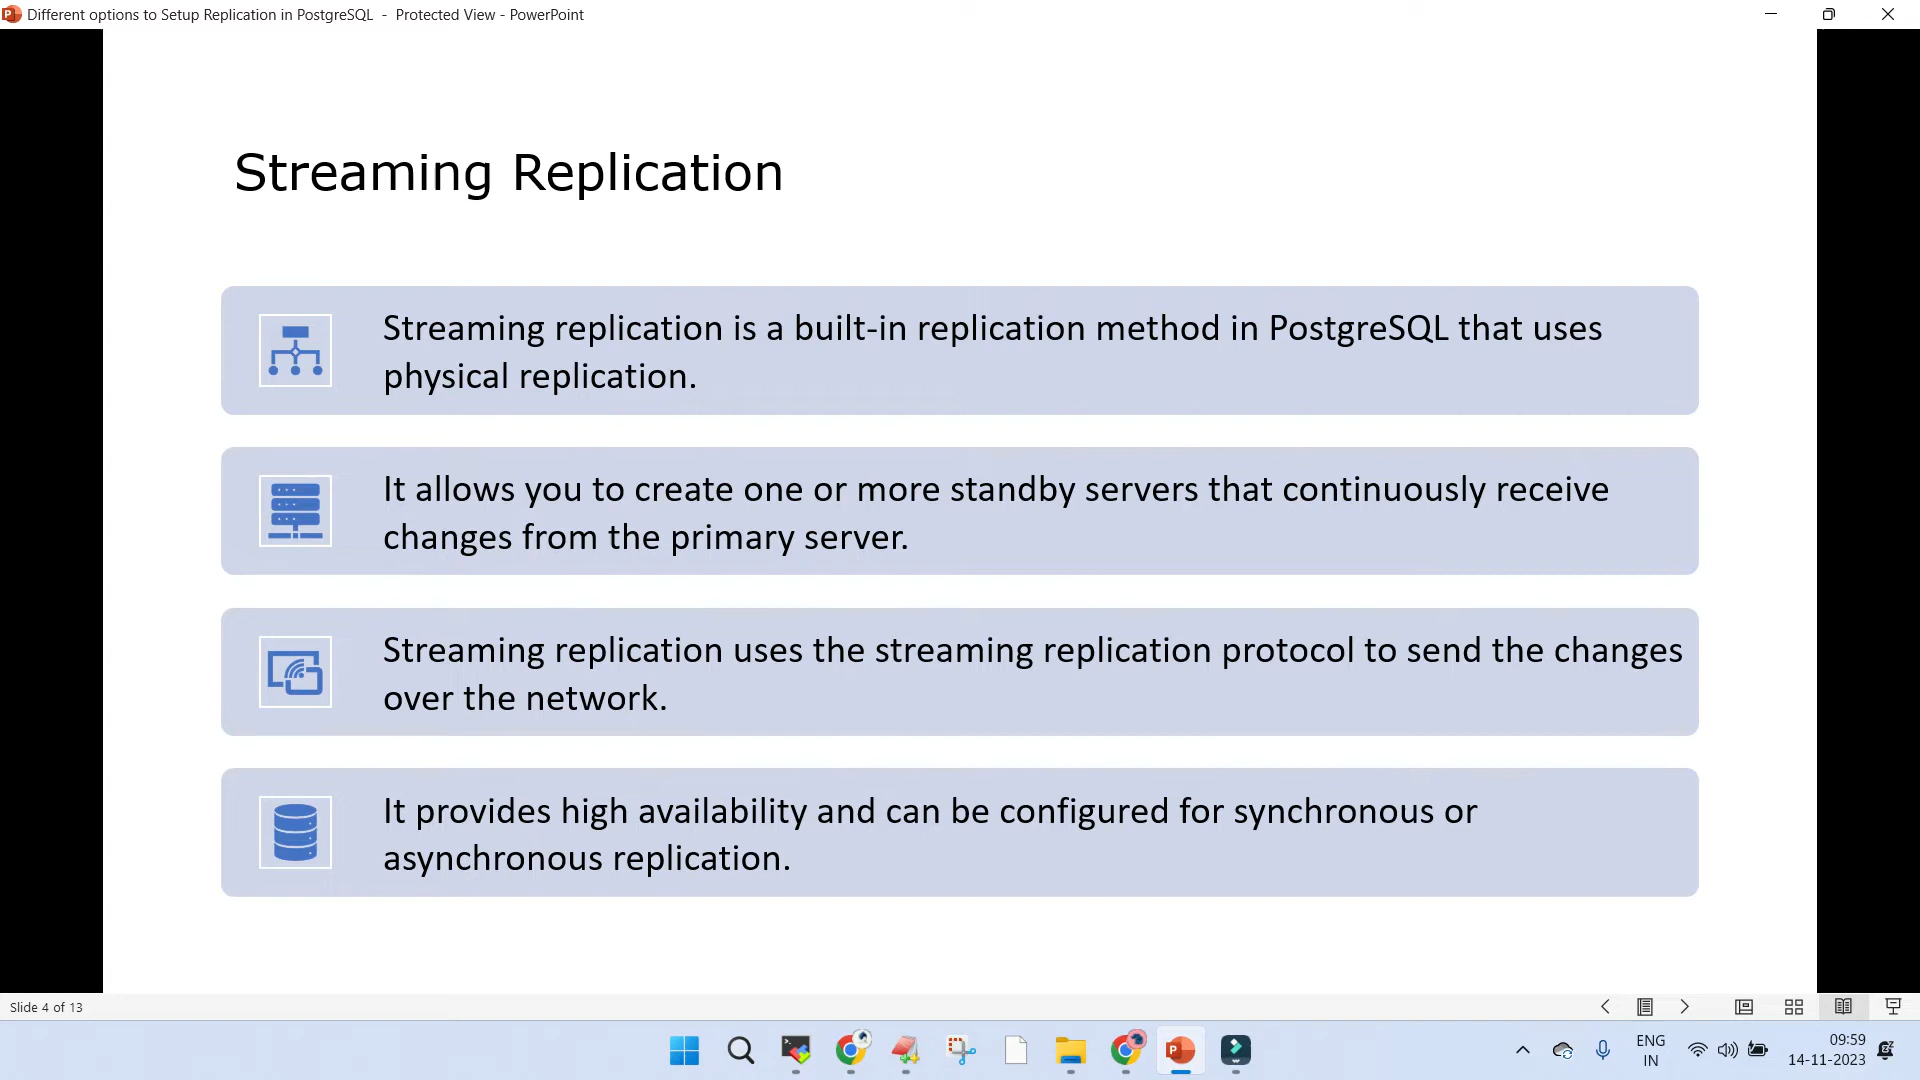 Different options to Setup Replication in PostgreSQL - Protected View - PowerPoint
Streaming Replication
Streaming replication is a built-in replication method in PostgreSQL that uses
physical replication.
It allows you to create one or more standby servers that continuously receive
changes from the primary server.
Streaming replication uses the streaming replication protocol to send the changes
over the network.
It provides high availability and can be configured for synchronous or
asynchronous replication.
Slide 4 of 13
ENG
IN
09:59
14-11-2023